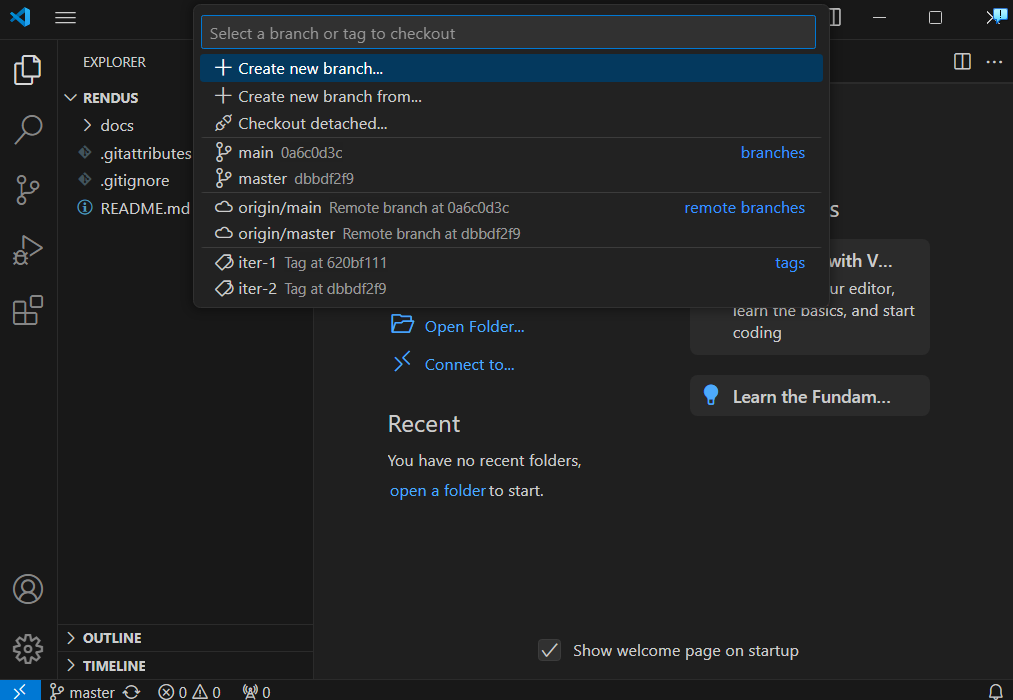 Select a branch or tag to checkout
Create new branch...
Create new branch from...
Checkout detached...
main 0a6c0d3c branches
master dbbdf2f9
origin/main Remote branch at 0a6c0d3c remote branches
origin/master Remote branch at dbbdf2f9
iter-1 Tag at 620bf111 tags
iter-2 Tag at dbbdf2f9
EXPLORER
RENDUS
docs
.gitattributes
.gitignore
README.md
OUTLINE
TIMELINE
Open Folder...
Connect to...
Recent
You have no recent folders,
open a folder to start.
s
with V...
ur editor,
learn the basics, and start
coding
Learn the Fundam...
Show welcome page on startup
master 0 0 0